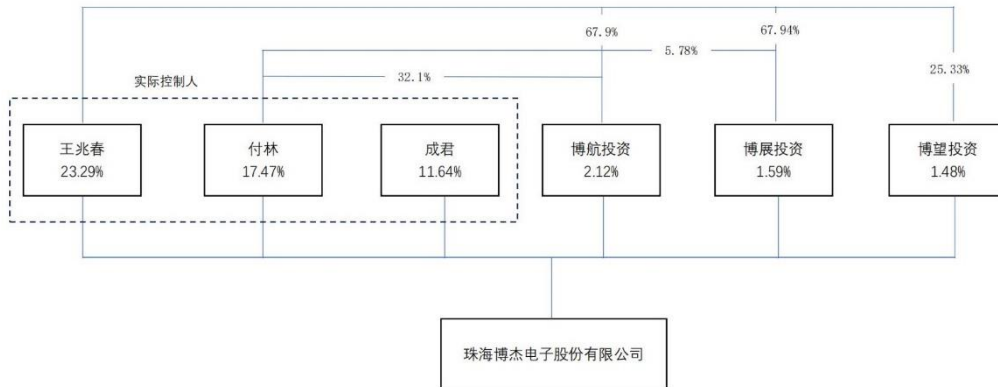 67.9%
67.94%
5.78%
32.1%
25.33%
实际控制人
王兆春
23.29%
付林
17.47%
成君
11.64%
博航投资
2.12%
博展投资
1.59%
博望投资
1.48%
珠海博杰电子股份有限公司